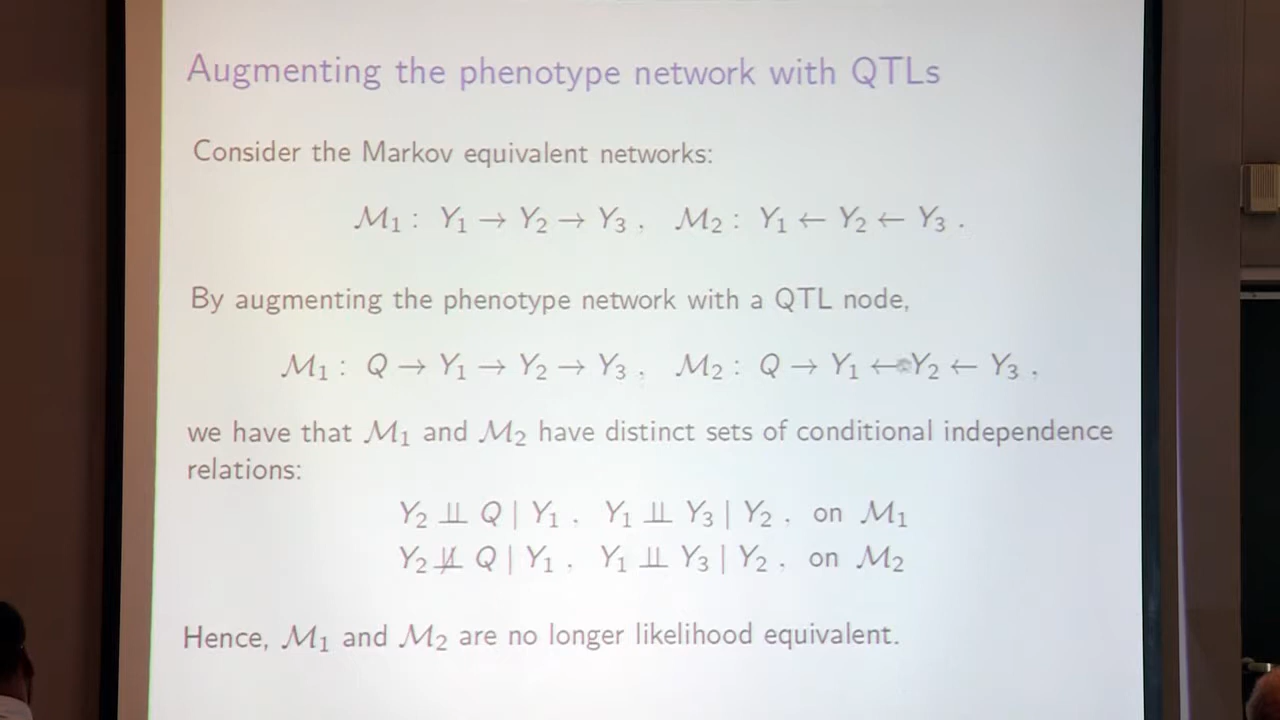 Augmenting the phenotype network with QTLs
Consider the Markov equivalent networks:
ℳ₁ : Y₁ → Y₂ → Y₃ , ℳ₂ : Y₁ ← Y₂ ← Y₃ .
By augmenting the phenotype network with a QTL node,
ℳ₁ : Q → Y₁ → Y₂ → Y₃ , ℳ₂ : Q → Y₁ ← Y₂ ← Y₃ ,
we have that ℳ₁ and ℳ₂ have distinct sets of conditional independence
relations:
Y₂ ⫫ Q | Y₁ , Y₁ ⫫ Y₃ | Y₂ , on ℳ₁
Y₂ ⫫̸ Q | Y₁ , Y₁ ⫫ Y₃ | Y₂ , on ℳ₂
Hence, ℳ₁ and ℳ₂ are no longer likelihood equivalent.